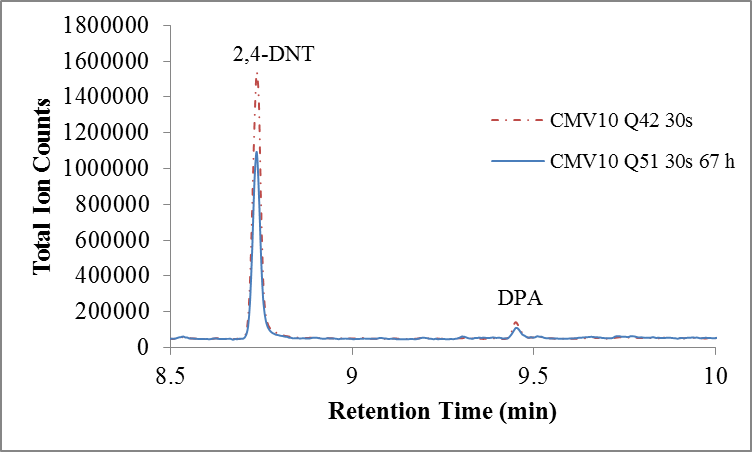 1800000
1600000
1400000
1200000
1000000
800000
600000
400000
200000
0
Total Ion Counts
2,4-DNT
DPA
CMV10 Q42 30s
CMV10 Q51 30s 67 h
8.5 9 9.5 10
Retention Time (min)